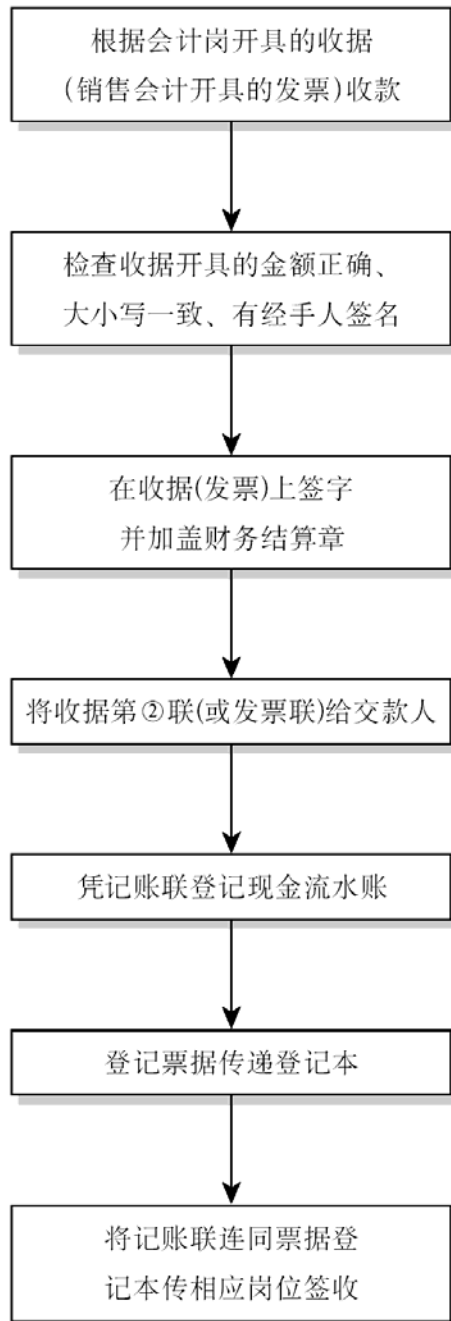 根据会计岗开具的收据
(销售会计开具的发票)收款
检查收据开具的金额正确、
大小写一致、有经手人签名
在收据(发票)上签字
并加盖财务结算章
将收据第②联(或发票联)给交款人
凭记账联登记现金流水账
登记票据传递登记本
将记账联连同票据登
记本传相应岗位签收